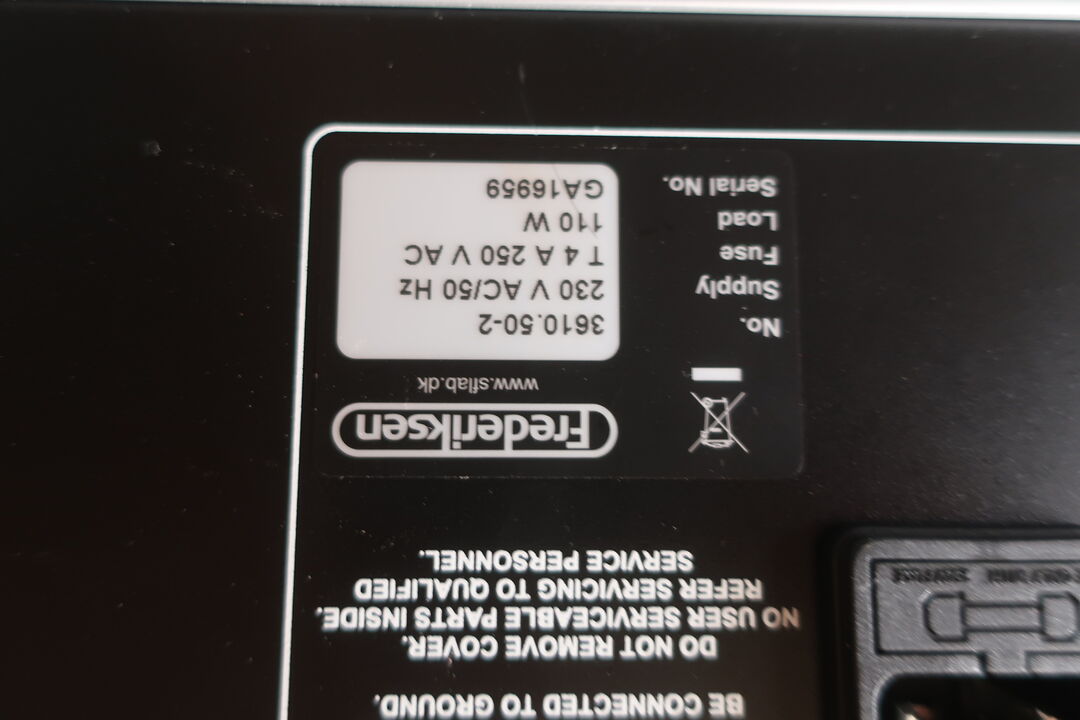 BE CONNECTED TO GROUND.
DO NOT REMOVE COVER.
NO USER SERVICEABLE PARTS INSIDE.
REFER SERVICING TO QUALIFIED
SERVICE PERSONNEL.
Frederiksen
www.sflab.dk
No. 3610.50-2
Supply 230 V AC/50 Hz
Fuse T 4 A 250 V AC
Load 110 W
Serial No. GA16959